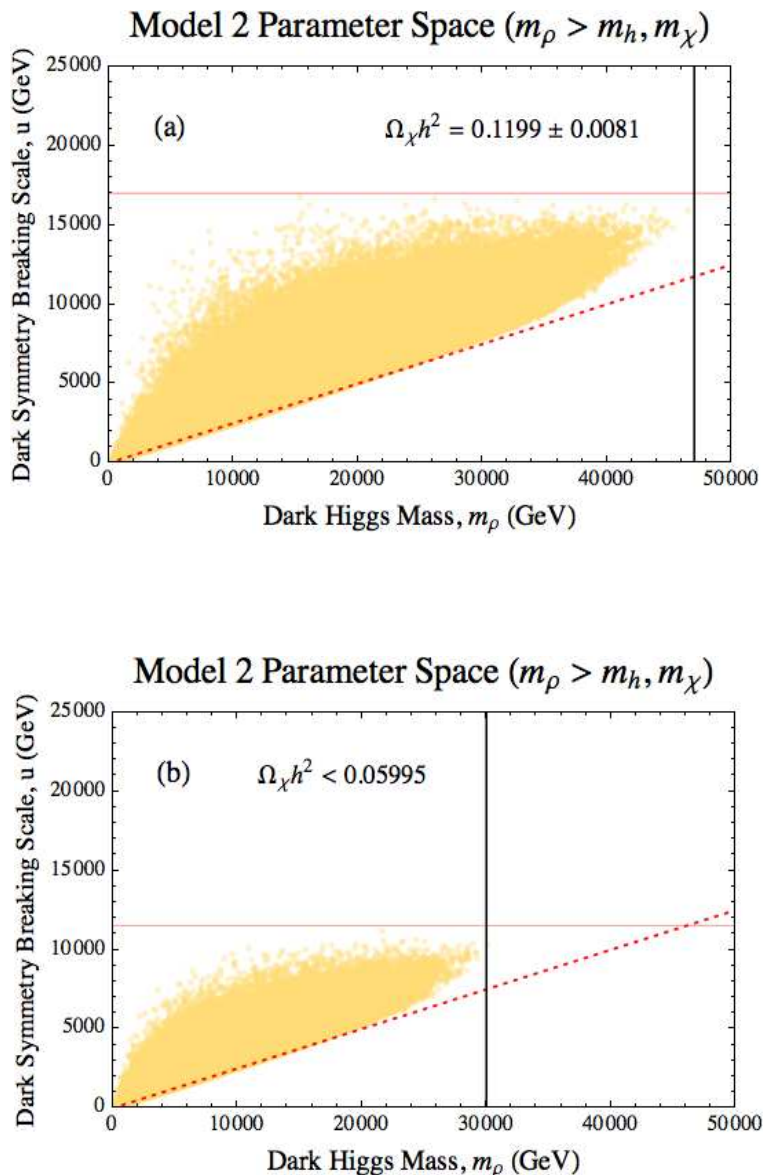 Model 2 Parameter Space (mᵨ > mₕ, mᵪ)
Dark Symmetry Breaking Scale, u (GeV)
25000
20000
15000
10000
5000
0
(a)
Ωᵪh² = 0.1199 ± 0.0081
0 10000 20000 30000 40000 50000
Dark Higgs Mass, mᵨ (GeV)
Model 2 Parameter Space (mᵨ > mₕ, mᵪ)
Dark Symmetry Breaking Scale, u (GeV)
25000
20000
15000
10000
5000
0
(b)
Ωᵪh² < 0.05995
0 10000 20000 30000 40000 50000
Dark Higgs Mass, mᵨ (GeV)